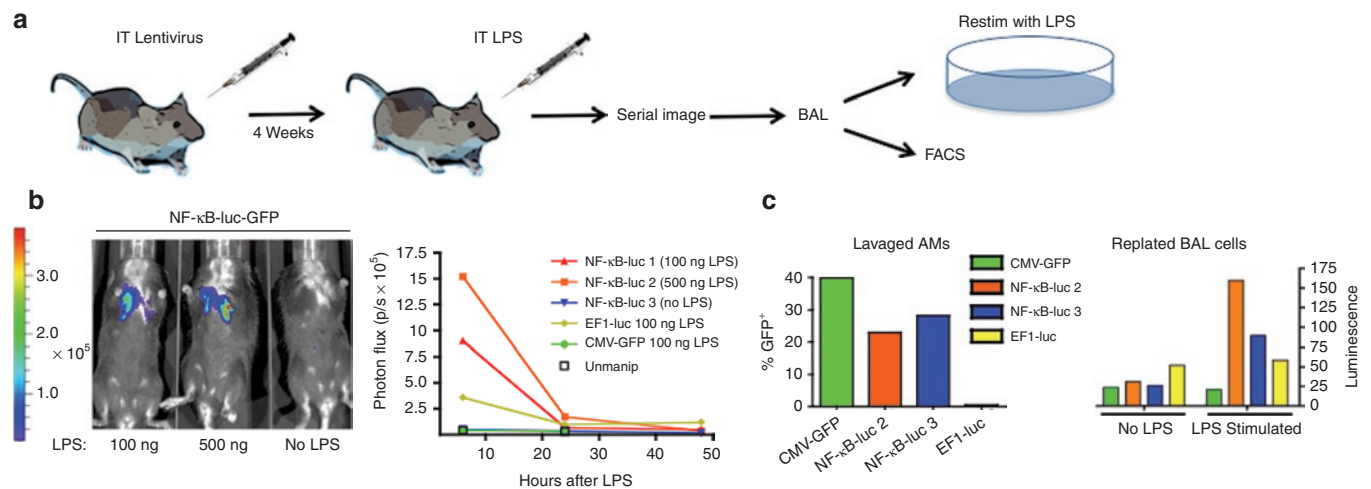 a
IT Lentivirus
4 Weeks
IT LPS
Serial image
BAL
Restim with LPS
FACS
b
NF-κB-luc-GFP
3.0
2.0
× 10⁵
1.0
LPS: 100 ng 500 ng No LPS
Photon flux (p/s × 10⁵)
17.5
15.0
12.5
10.0
7.5
5.0
2.5
10 20 30 40 50
Hours after LPS
NF-κB-luc 1 (100 ng LPS)
NF-κB-luc 2 (500 ng LPS)
NF-κB-luc 3 (no LPS)
EF1-luc 100 ng LPS
CMV-GFP 100 ng LPS
Unmanip
c
Lavaged AMs
% GFP⁺
40
30
20
10
0
CMV-GFP
NF-κB-luc 2
NF-κB-luc 3
EF1-luc
CMV-GFP
NF-κB-luc 2
NF-κB-luc 3
EF1-luc
Replated BAL cells
175
150
125
100
75
50
25
0
Luminescence
No LPS LPS Stimulated